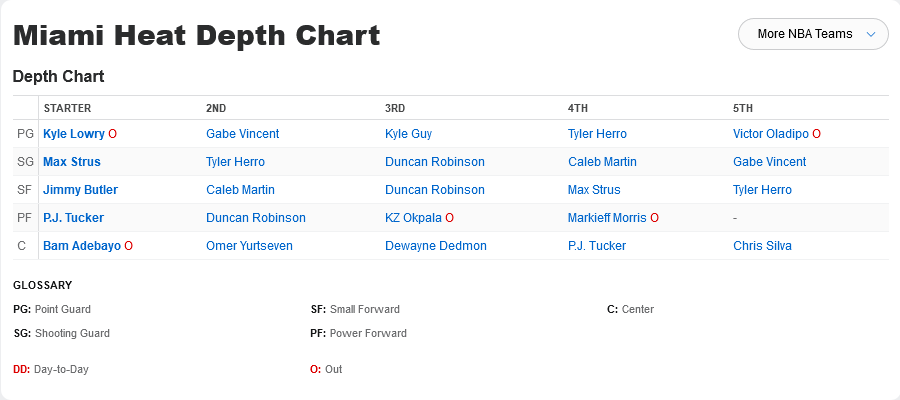 Miami Heat Depth Chart
More NBA Teams
Depth Chart
STARTER 2ND 3RD 4TH 5TH
PG Kyle Lowry O Gabe Vincent Kyle Guy Tyler Herro Victor Oladipo O
SG Max Strus Tyler Herro Duncan Robinson Caleb Martin Gabe Vincent
SF Jimmy Butler Caleb Martin Duncan Robinson Max Strus Tyler Herro
PF P.J. Tucker Duncan Robinson KZ Okpala O Markieff Morris O -
C Bam Adebayo O Omer Yurtseven Dewayne Dedmon P.J. Tucker Chris Silva
GLOSSARY
PG: Point Guard SF: Small Forward C: Center
SG: Shooting Guard PF: Power Forward
DD: Day-to-Day O: Out